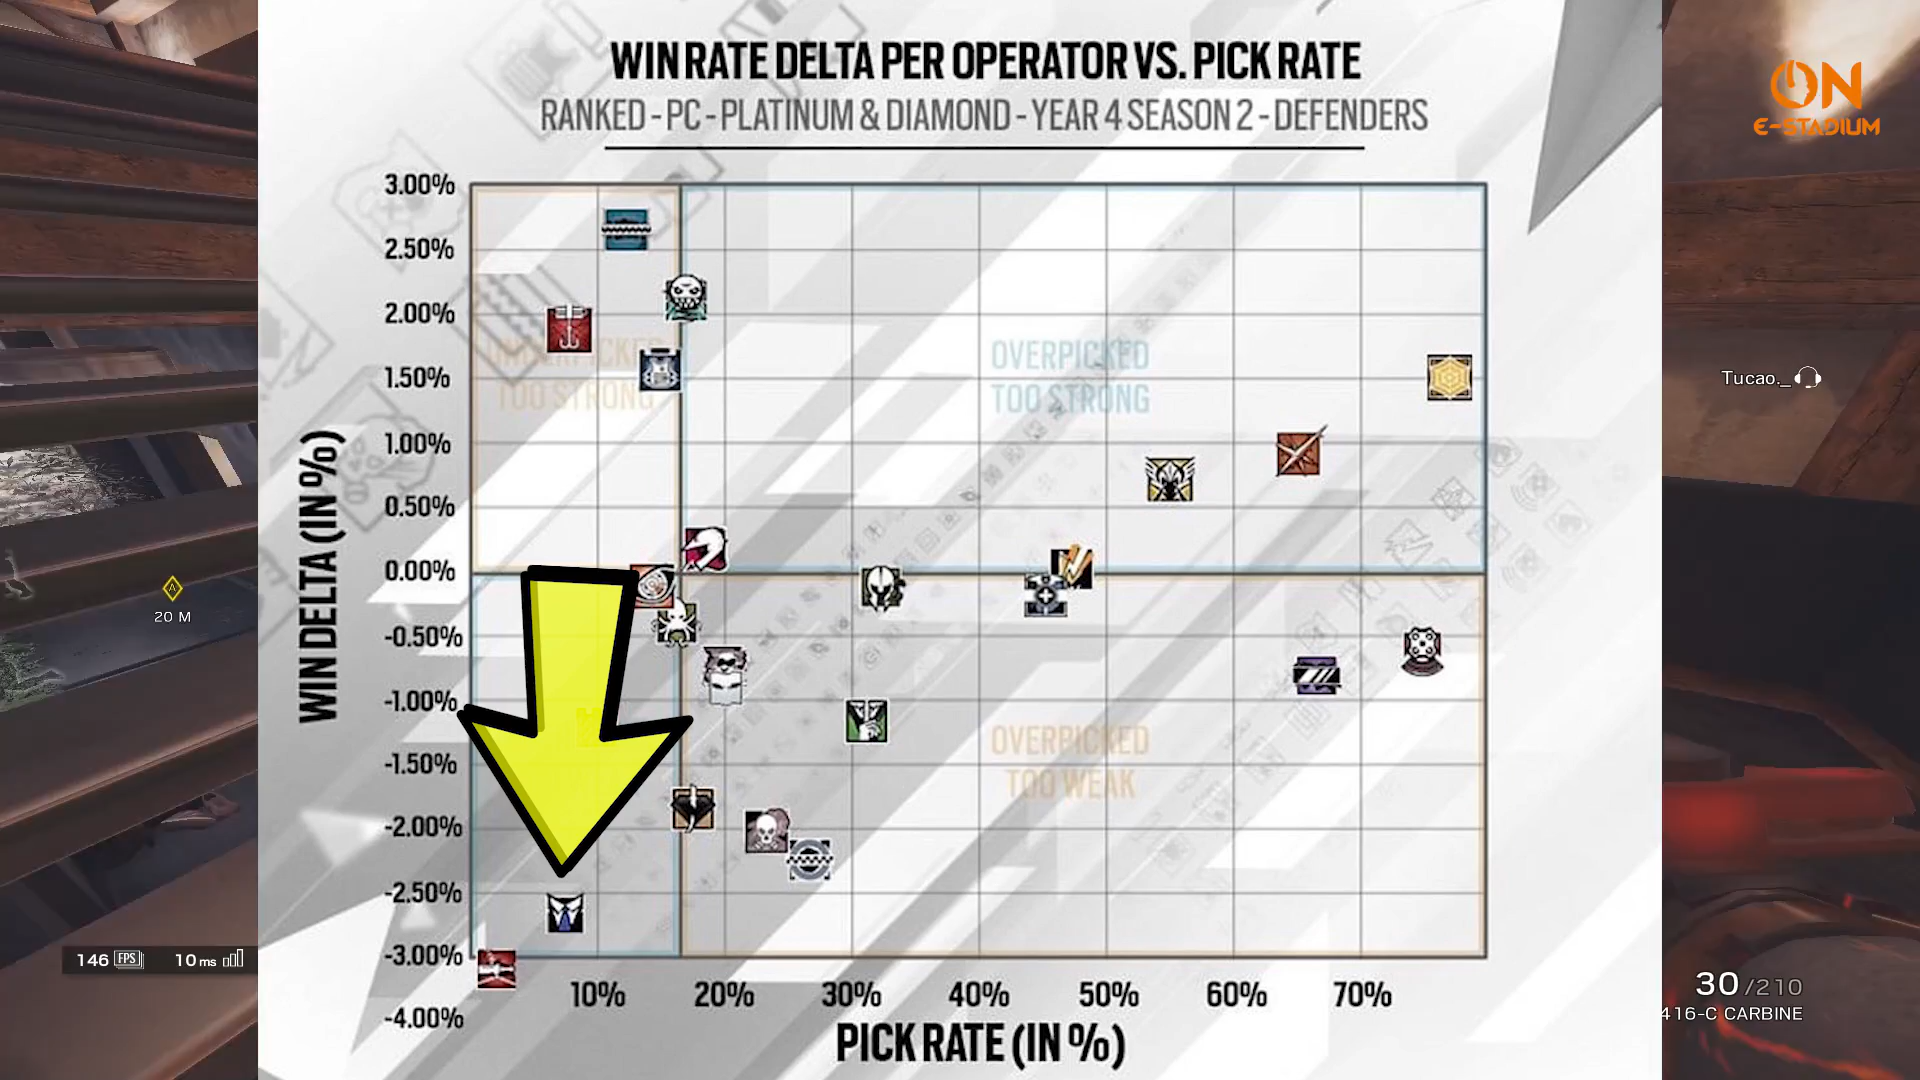 WIN RATE DELTA PER OPERATOR VS. PICK RATE
RANKED - PC - PLATINUM & DIAMOND - YEAR 4 SEASON 2 - DEFENDERS
ON
E-STADIUM
3.00%
2.50%
2.00%
1.50%
1.00%
0.50%
0.00%
-0.50%
-1.00%
-1.50%
-2.00%
-2.50%
-3.00%
-4.00%
WIN DELTA (IN %)
TOO STRONG
OVERPICKED
TOO STRONG
OVERPICKED
TOO WEAK
10%
20%
30%
40%
50%
60%
70%
PICK RATE (IN %)
A
20 M
Tucao._
146 FPS 10 ms
30/210
416-C CARBINE